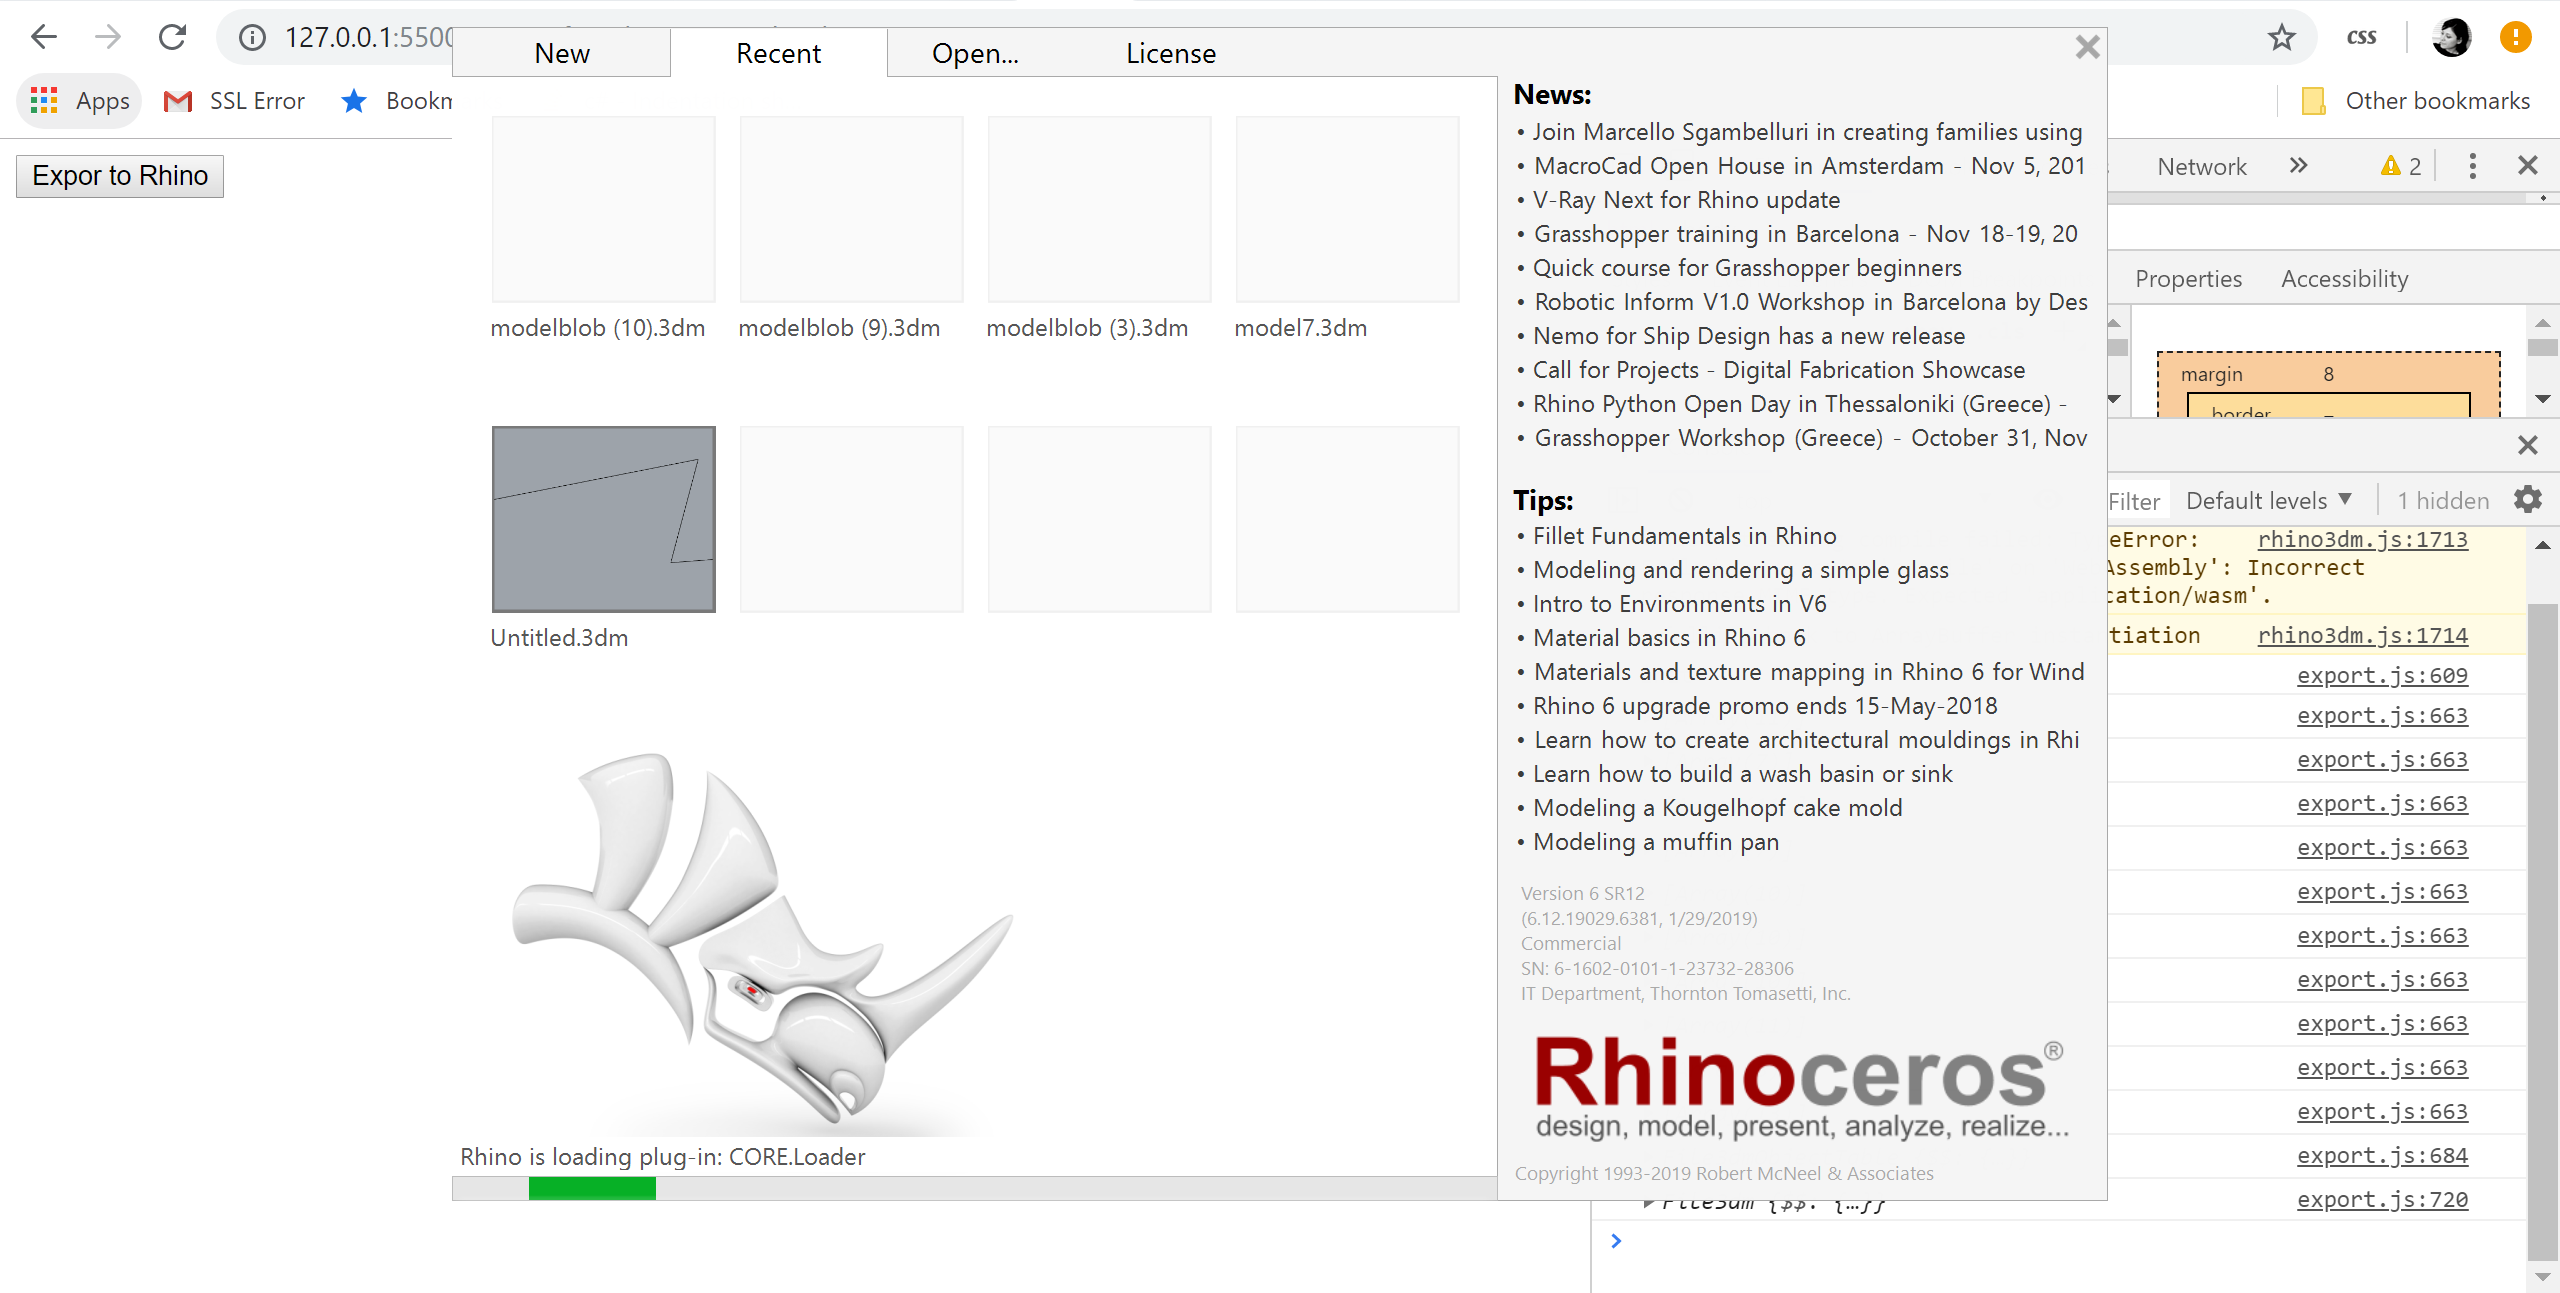 127.0.0.1:5500
css
Apps
SSL Error
Other bookmarks
Expor to Rhino
New
Recent
Open...
License
modelblob (10).3dm
modelblob (9).3dm
modelblob (3).3dm
model7.3dm
Untitled.3dm
Rhino is loading plug-in: CORE.Loader
News:
• Join Marcello Sgambelluri in creating families using
• MacroCad Open House in Amsterdam - Nov 5, 201
• V-Ray Next for Rhino update
• Grasshopper training in Barcelona - Nov 18-19, 20
• Quick course for Grasshopper beginners
• Robotic Inform V1.0 Workshop in Barcelona by Des
• Nemo for Ship Design has a new release
• Call for Projects - Digital Fabrication Showcase
• Rhino Python Open Day in Thessaloniki (Greece) -
• Grasshopper Workshop (Greece) - October 31, Nov
Tips:
• Fillet Fundamentals in Rhino
• Modeling and rendering a simple glass
• Intro to Environments in V6
• Material basics in Rhino 6
• Materials and texture mapping in Rhino 6 for Wind
• Rhino 6 upgrade promo ends 15-May-2018
• Learn how to create architectural mouldings in Rhi
• Learn how to build a wash basin or sink
• Modeling a Kougelhopf cake mold
• Modeling a muffin pan
Version 6 SR12
(6.12.19029.6381, 1/29/2019)
Commercial
SN: 6-1602-0101-1-23732-28306
IT Department, Thornton Tomasetti, Inc.
Rhinoceros®
design, model, present, analyze, realize...
Copyright 1993-2019 Robert McNeel & Associates
Network
2
Properties
Accessibility
margin 8
border –
Filter
Default levels ▼
1 hidden
eError: rhino3dm.js:1713
Assembly': Incorrect
cation/wasm'.
tiation rhino3dm.js:1714
export.js:609
export.js:663
export.js:663
export.js:663
export.js:663
export.js:663
export.js:663
export.js:663
export.js:663
export.js:663
export.js:663
export.js:684
export.js:720